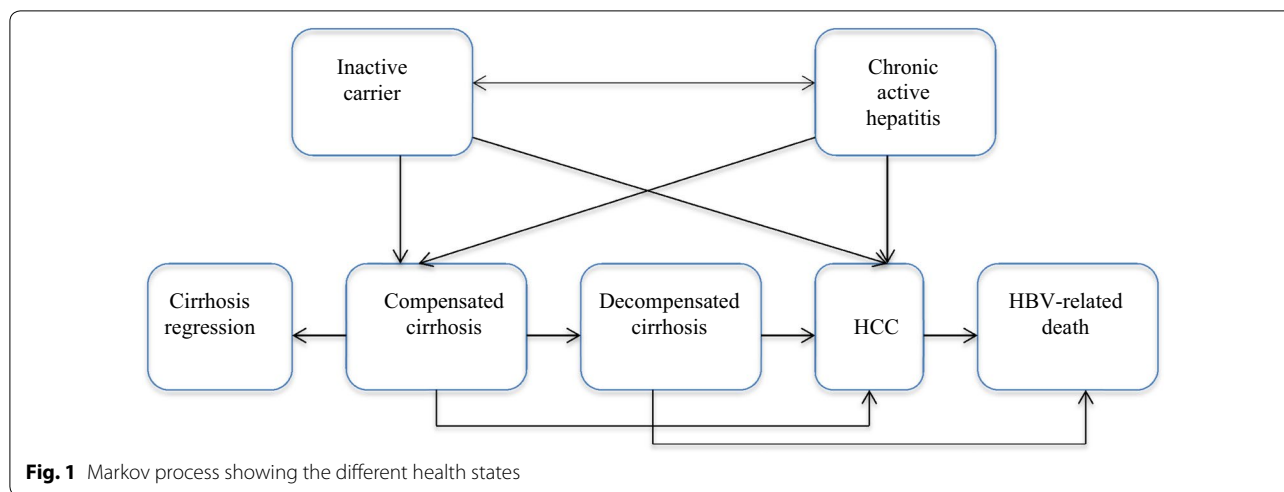 Inactive
carrier
Chronic
active
hepatitis
Cirrhosis
regression
Compensated
cirrhosis
Decompensated
cirrhosis
HCC
HBV-related
death
Fig. 1 Markov process showing the different health states